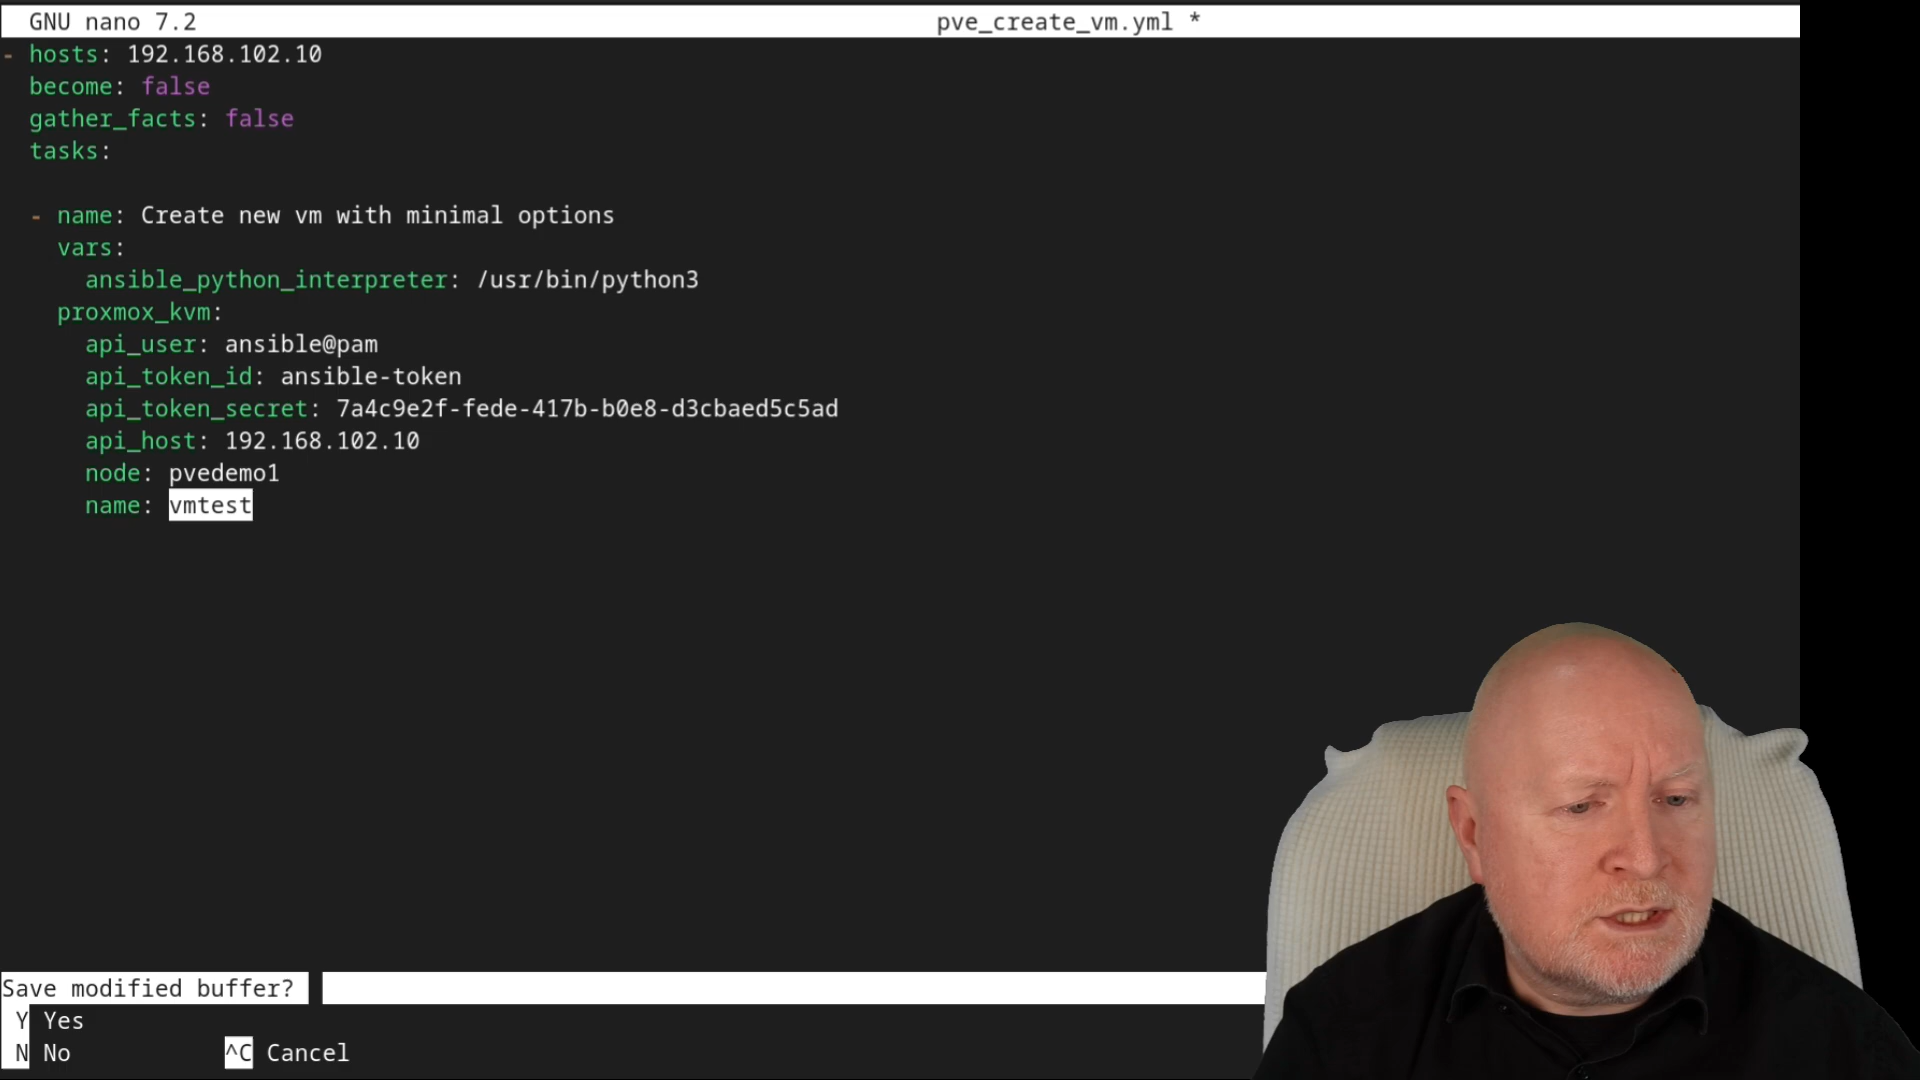 GNU nano 7.2 pve_create_vm.yml *
- hosts: 192.168.102.10
  become: false
  gather_facts: false
  tasks:

  - name: Create new vm with minimal options
    vars:
      ansible_python_interpreter: /usr/bin/python3
    proxmox_kvm:
      api_user: ansible@pam
      api_token_id: ansible-token
      api_token_secret: 7a4c9e2f-fede-417b-b0e8-d3cbaed5c5ad
      api_host: 192.168.102.10
      node: pvedemo1
      name: vmtest
Save modified buffer?
Y Yes
N No ^C Cancel